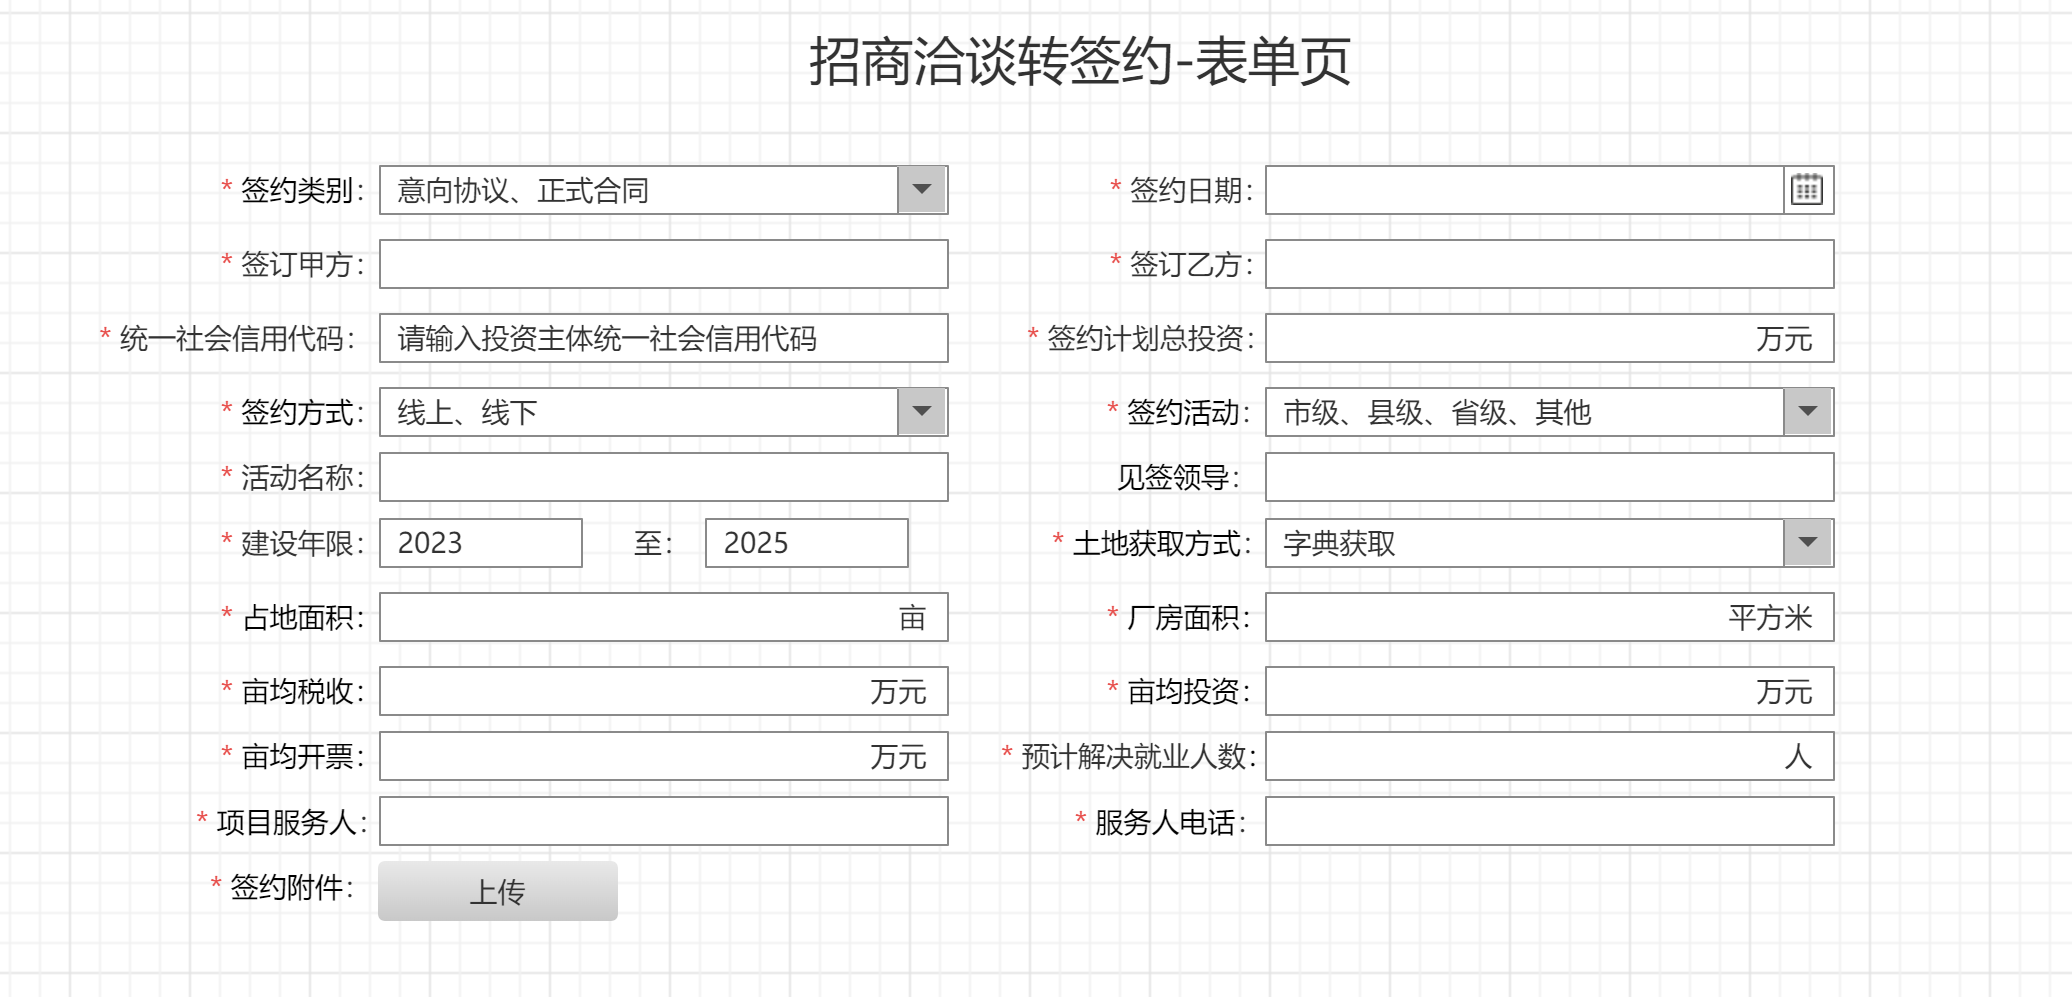 招商洽谈转签约-表单页
* 签约类别： 意向协议、正式合同
* 签约日期：
* 签订甲方：
* 签订乙方：
* 统一社会信用代码： 请输入投资主体统一社会信用代码
* 签约计划总投资： 万元
* 签约方式： 线上、线下
* 签约活动： 市级、县级、省级、其他
* 活动名称：
见签领导：
* 建设年限： 2023 至： 2025
* 土地获取方式： 字典获取
* 占地面积： 亩
* 厂房面积： 平方米
* 亩均税收： 万元
* 亩均投资： 万元
* 亩均开票： 万元
* 预计解决就业人数： 人
* 项目服务人：
* 服务人电话：
* 签约附件： 上传